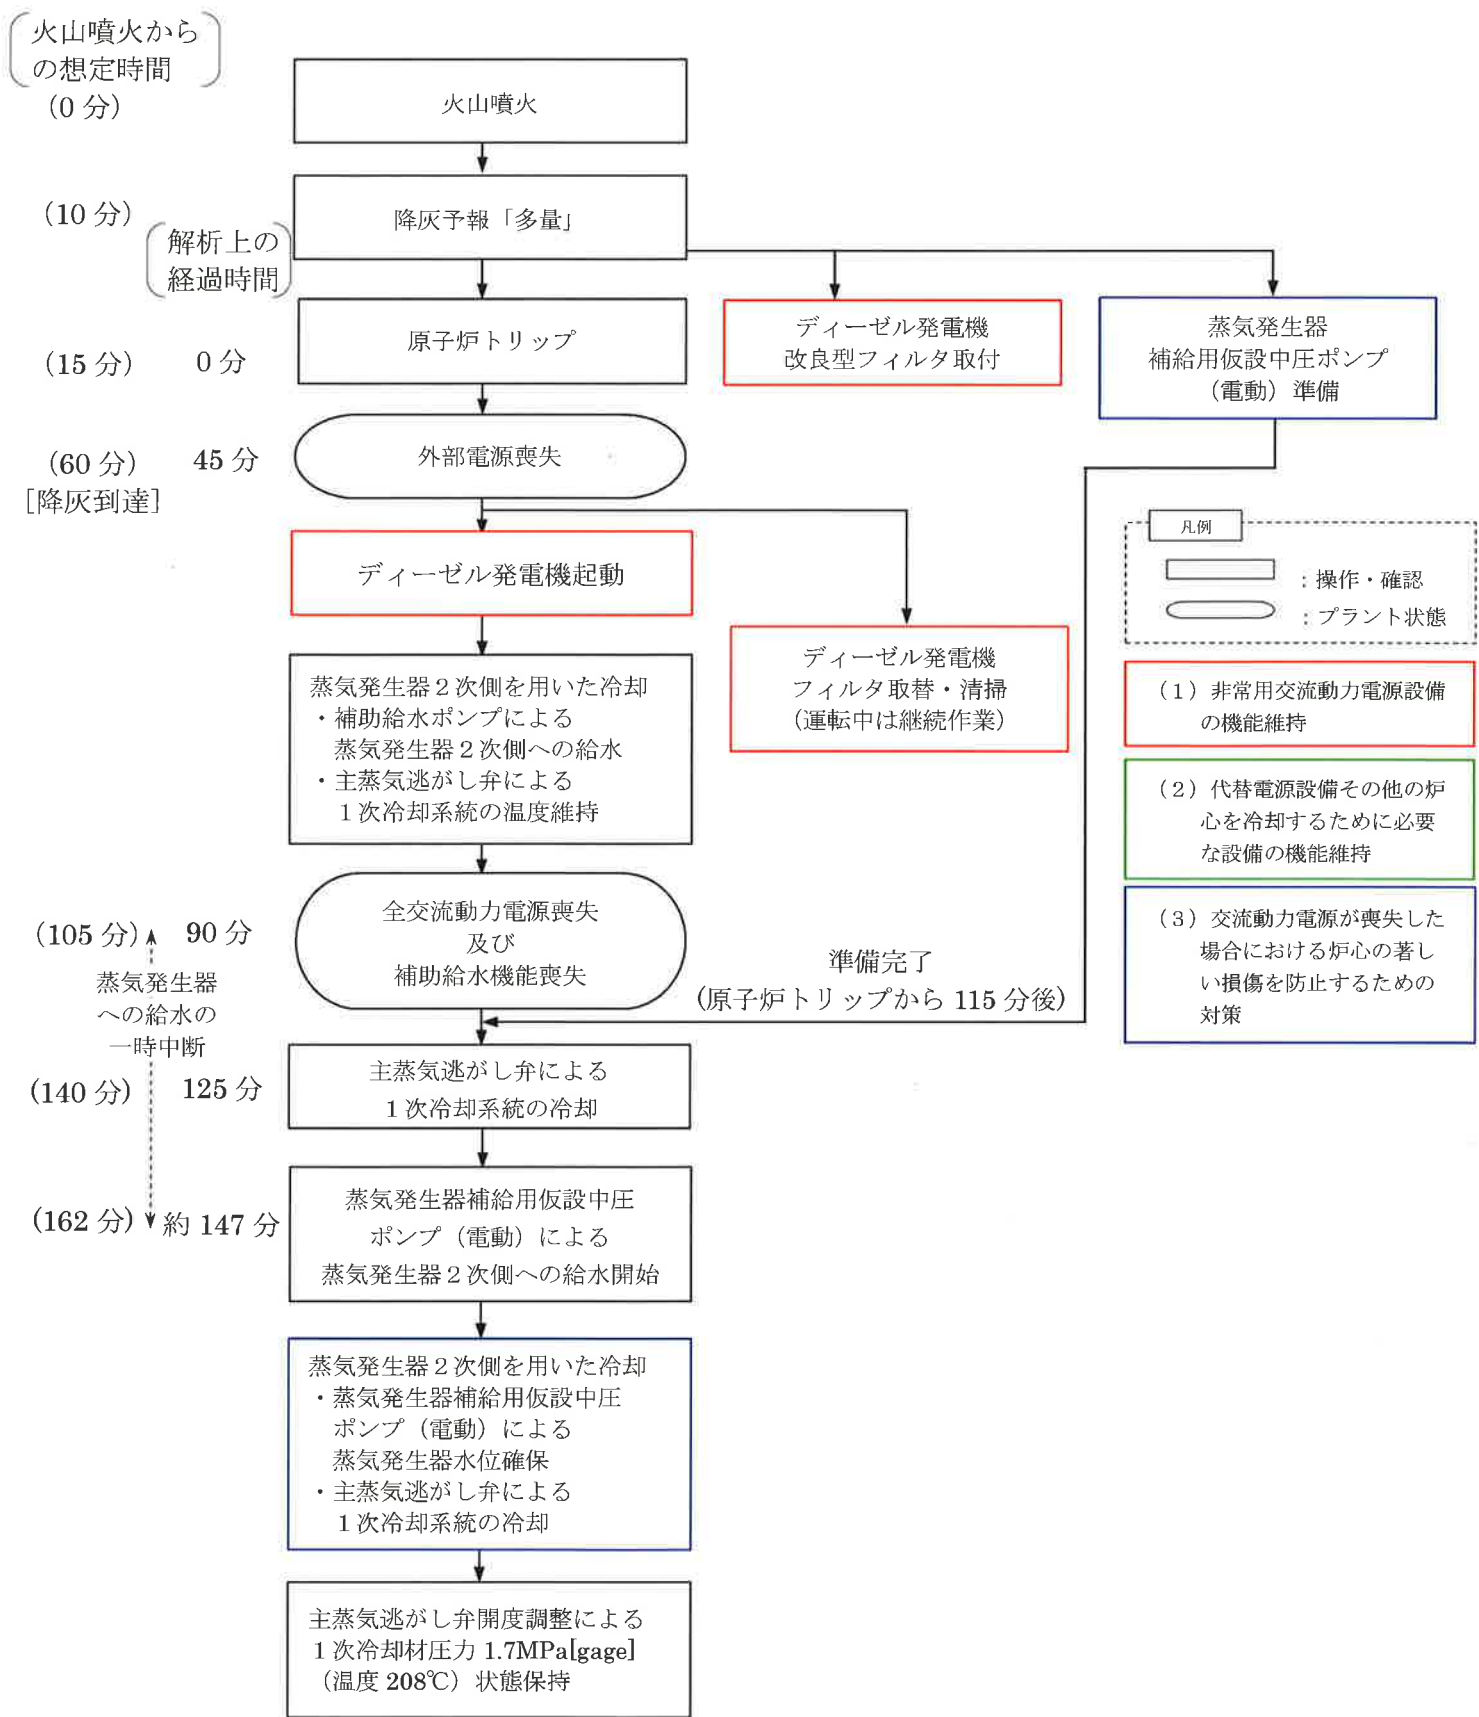 火山噴火から
の想定時間
(0 分)
火山噴火
(10 分)
降灰予報「多量」
解析上の
経過時間
(15 分)
0 分
原子炉トリップ
ディーゼル発電機
改良型フィルタ取付
蒸気発生器
補給用仮設中圧ポンプ
(電動) 準備
(60 分)
45 分
[降灰到達]
外部電源喪失
ディーゼル発電機起動
ディーゼル発電機
フィルタ取替・清掃
(運転中は継続作業)
凡例
：操作・確認
：プラント状態
(1) 非常用交流動力電源設備
の機能維持
(2) 代替電源設備その他の炉
心を冷却するために必要
な設備の機能維持
(3) 交流動力電源が喪失した
場合における炉心の著し
い損傷を防止するための
対策
蒸気発生器２次側を用いた冷却
・補助給水ポンプによる
蒸気発生器２次側への給水
・主蒸気逃がし弁による
１次冷却系統の温度維持
(105 分)
90 分
全交流動力電源喪失
及び
補助給水機能喪失
蒸気発生器
への給水の
一時中断
準備完了
(原子炉トリップから 115 分後)
(140 分)
125 分
主蒸気逃がし弁による
１次冷却系統の冷却
(162 分)
約 147 分
蒸気発生器補給用仮設中圧
ポンプ (電動) による
蒸気発生器２次側への給水開始
蒸気発生器２次側を用いた冷却
・蒸気発生器補給用仮設中圧
ポンプ (電動) による
蒸気発生器水位確保
・主蒸気逃がし弁による
１次冷却系統の冷却
主蒸気逃がし弁開度調整による
１次冷却材圧力 1.7MPa[gage]
(温度 208℃) 状態保持